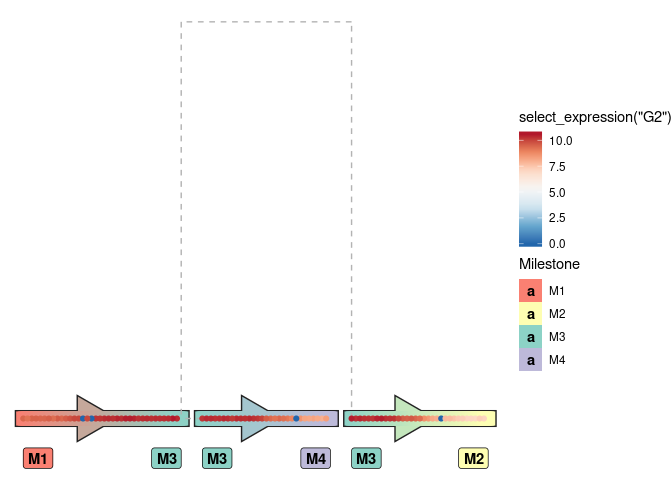 select_expression("G2")
10.0
7.5
5.0
2.5
0.0
Milestone
a M1
a M2
a M3
a M4
M1 M3 M3 M4 M3 M2